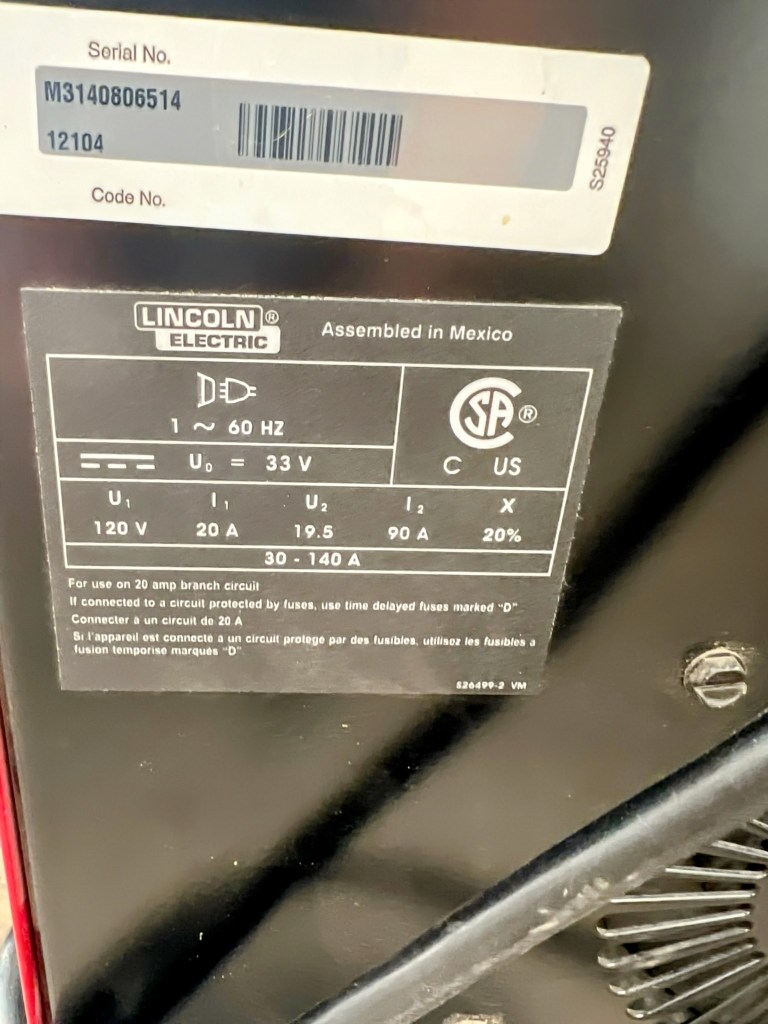 Serial No.
M3140806514
12104
Code No.
S25940
LINCOLN ®
ELECTRIC
Assembled in Mexico
1 ~ 60 HZ
SA ®
C US
U₀ = 33 V
U₁ I₁ U₂ I₂ X
120 V 20 A 19.5 90 A 20%
30 - 140 A
For use on 20 amp branch circuit
If connected to a circuit protected by fuses, use time delayed fuses marked "D"
Connecter a un circuit de 20 A
Si l'appareil est connecte a un circuit protege par des fusibles, utilisez les fusibles a
fusion temporise marques "D"
S26499-2 VM